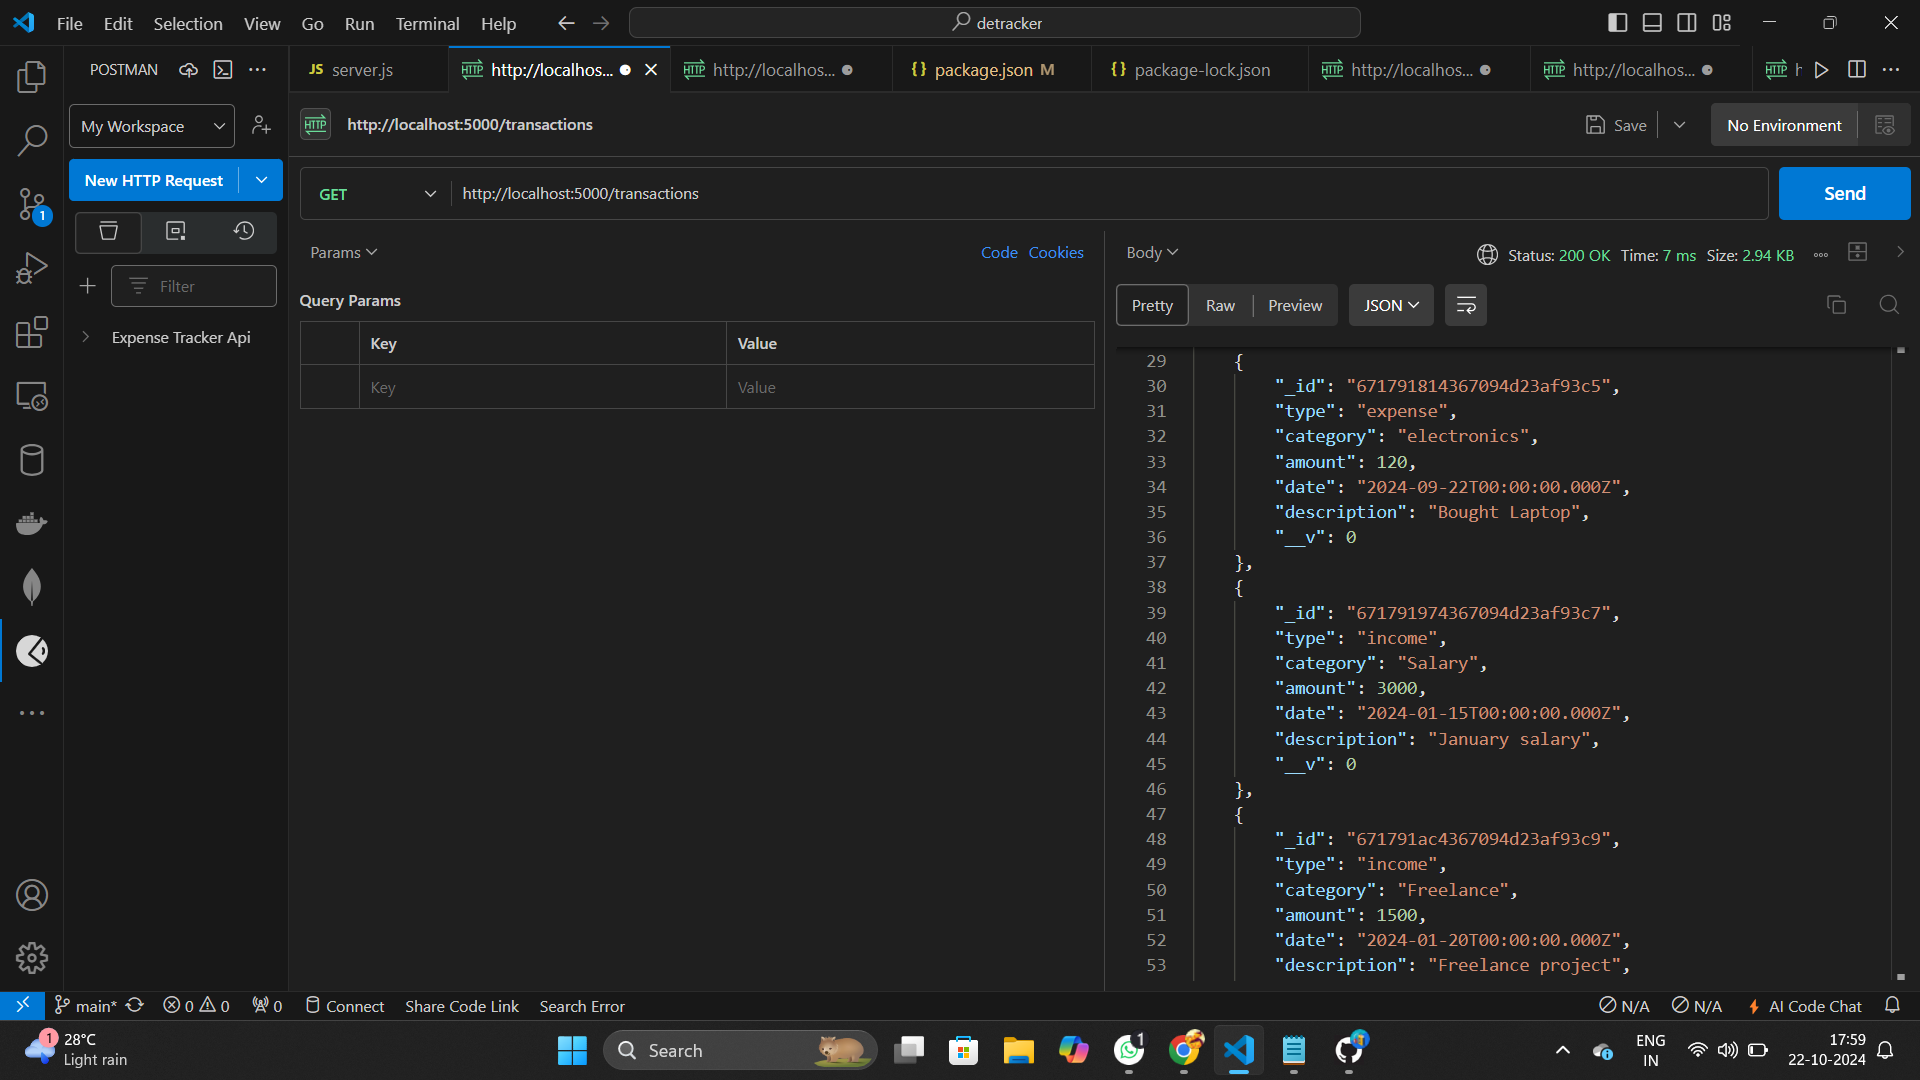 File Edit Selection View Go Run Terminal Help
detracker
POSTMAN
JS server.js
HTTP http://localhos...
HTTP http://localhos...
{} package.json M
{} package-lock.json
HTTP http://localhos...
HTTP http://localhos...
HTTP h
My Workspace
HTTP http://localhost:5000/transactions
Save
No Environment
New HTTP Request
GET http://localhost:5000/transactions
Send
1
Filter
Expense Tracker Api
Params
Code Cookies
Query Params
Key Value
Key Value
Body
Status: 200 OK Time: 7 ms Size: 2.94 KB
Pretty Raw Preview JSON
29 {
30 "_id": "671791814367094d23af93c5",
31 "type": "expense",
32 "category": "electronics",
33 "amount": 120,
34 "date": "2024-09-22T00:00:00.000Z",
35 "description": "Bought Laptop",
36 "__v": 0
37 },
38 {
39 "_id": "671791974367094d23af93c7",
40 "type": "income",
41 "category": "Salary",
42 "amount": 3000,
43 "date": "2024-01-15T00:00:00.000Z",
44 "description": "January salary",
45 "__v": 0
46 },
47 {
48 "_id": "671791ac4367094d23af93c9",
49 "type": "income",
50 "category": "Freelance",
51 "amount": 1500,
52 "date": "2024-01-20T00:00:00.000Z",
53 "description": "Freelance project",
main* 0 0 0 Connect Share Code Link Search Error
N/A N/A AI Code Chat
1
28°C
Light rain
Search
1
ENG
IN
17:59
22-10-2024